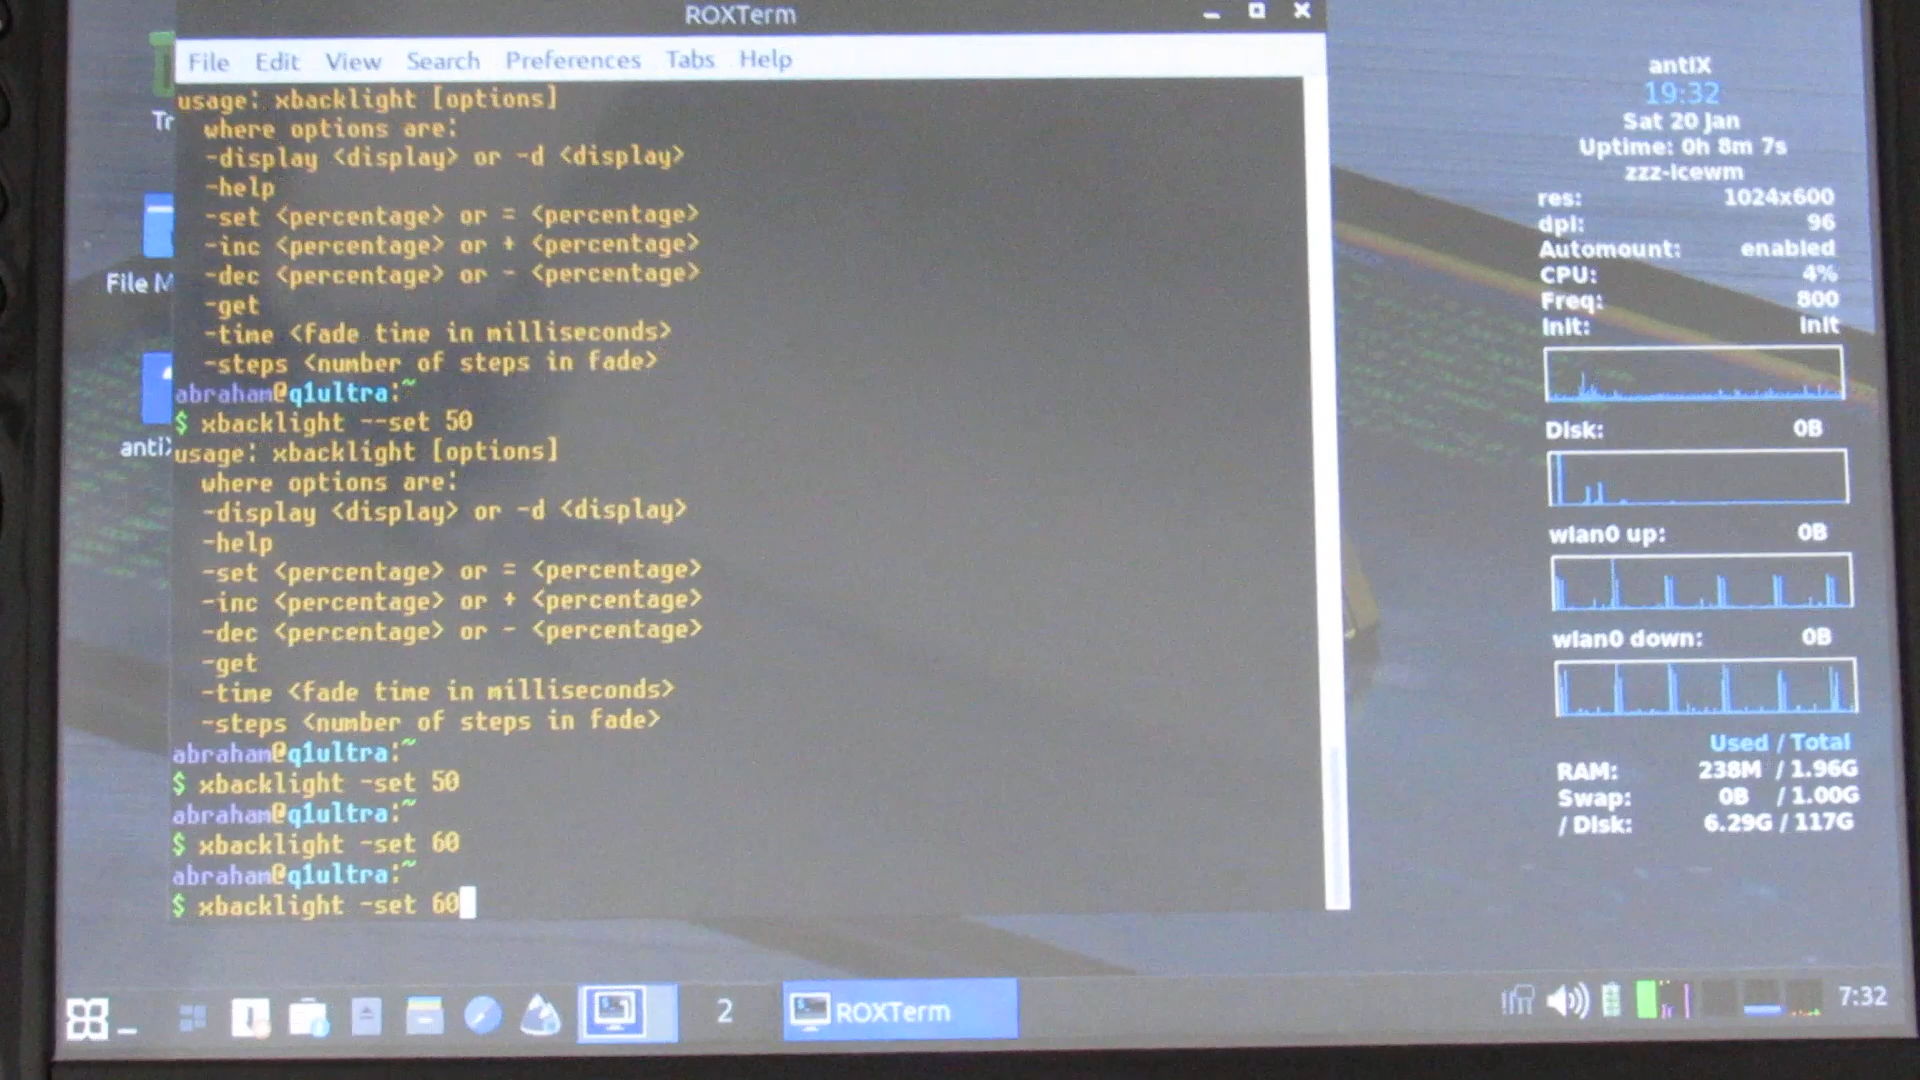 ROXTerm
File Edit View Search Preferences Tabs Help
usage: xbacklight [options]
where options are:
-display <display> or -d <display>
-help
-set <percentage> or = <percentage>
-inc <percentage> or + <percentage>
-dec <percentage> or - <percentage>
-get
-time <fade time in milliseconds>
-steps <number of steps in fade>
abraham@q1ultra:~
$ xbacklight --set 50
usage: xbacklight [options]
where options are:
-display <display> or -d <display>
-help
-set <percentage> or = <percentage>
-inc <percentage> or + <percentage>
-dec <percentage> or - <percentage>
-get
-time <fade time in milliseconds>
-steps <number of steps in fade>
abraham@q1ultra:~
$ xbacklight -set 50
abraham@q1ultra:~
$ xbacklight -set 60
abraham@q1ultra:~
$ xbacklight -set 60
Tr
File M
anti
antiX
19:32
Sat 20 Jan
Uptime: 0h 8m 7s
zzz-icewm
res: 1024x600
dpi: 96
Automount: enabled
CPU: 4%
Freq: 800
Init: init
Disk: 0B
wlan0 up: 0B
wlan0 down: 0B
Used / Total
RAM: 238M / 1.96G
Swap: 0B / 1.00G
/ Disk: 6.29G / 117G
2
ROXTerm
7:32